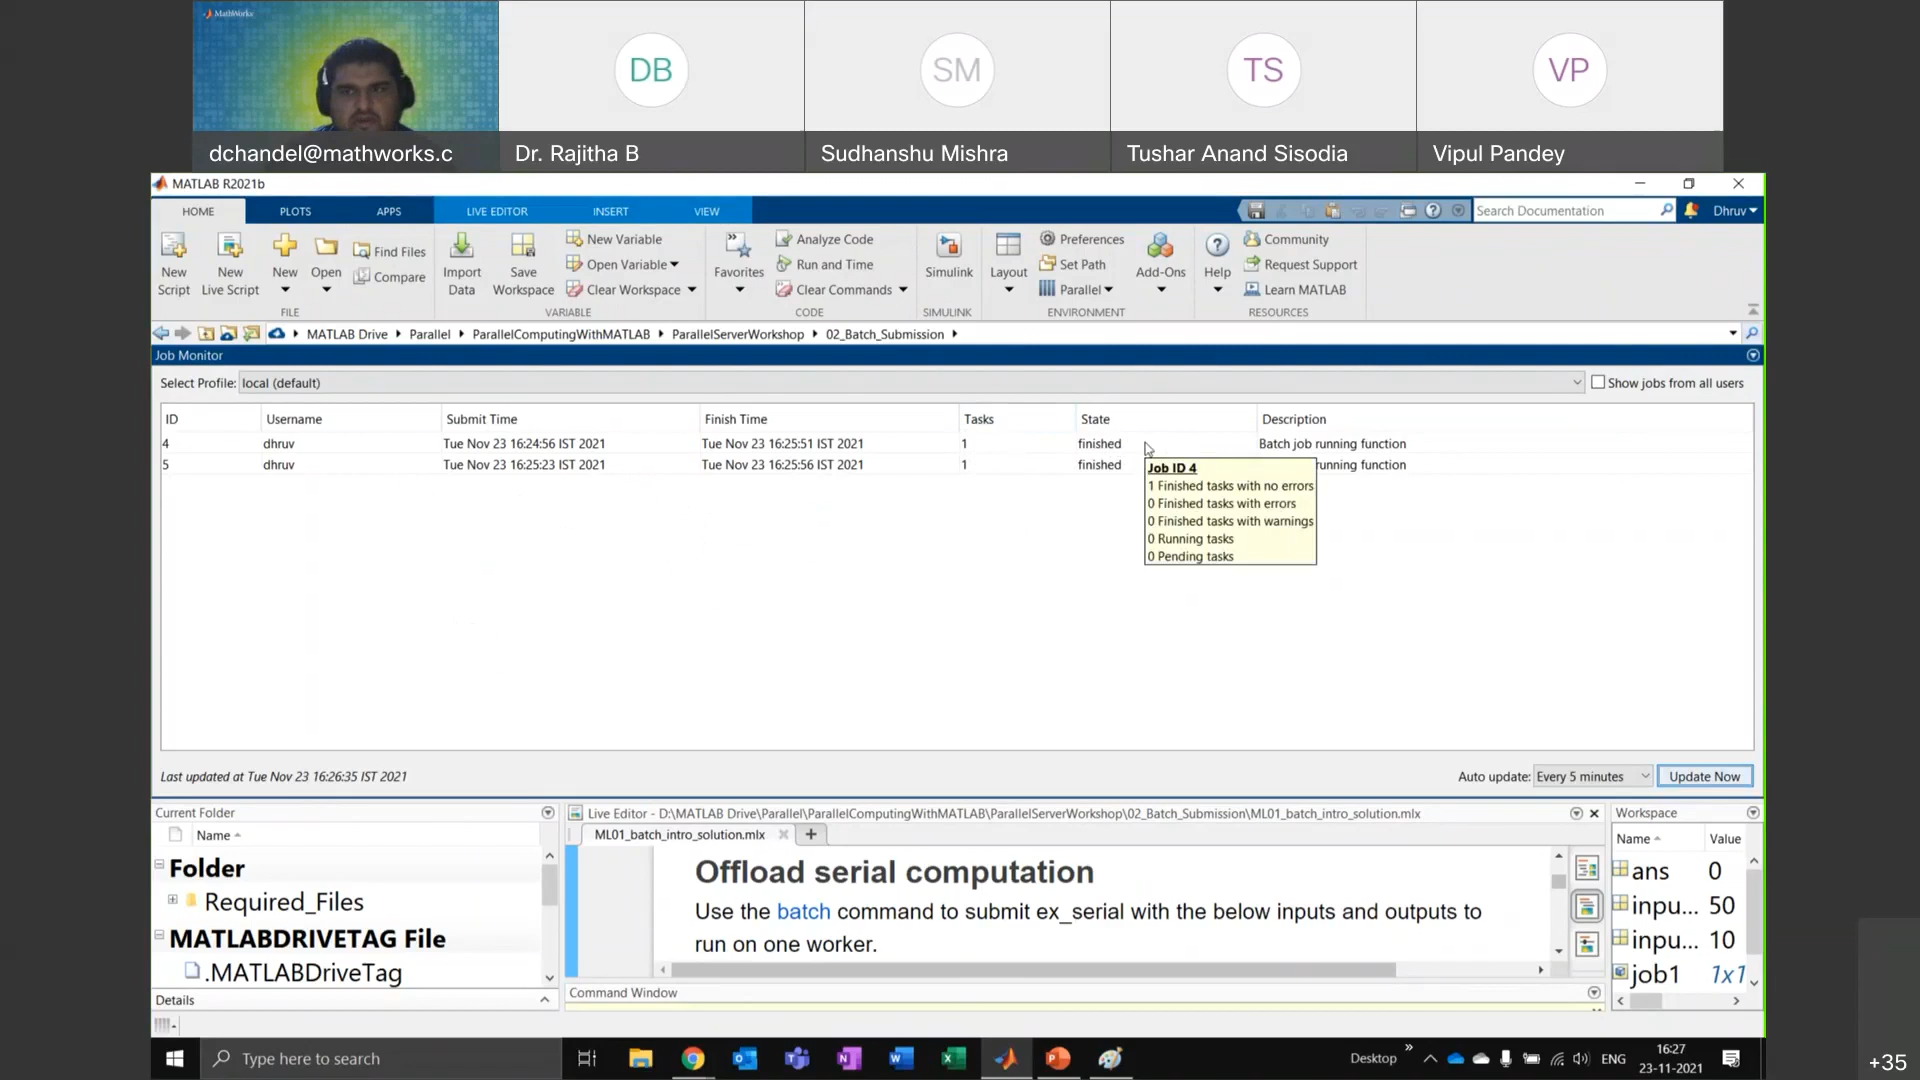 MathWorks
DB
SM
TS
VP
dchandel@mathworks.c
Dr. Rajitha B
Sudhanshu Mishra
Tushar Anand Sisodia
Vipul Pandey
MATLAB R2021b
HOME PLOTS APPS LIVE EDITOR INSERT VIEW
Search Documentation
Dhruv
New Script
New Live Script
New
Open
Find Files
Compare
Import Data
Save Workspace
New Variable
Open Variable
Clear Workspace
Favorites
Analyze Code
Run and Time
Clear Commands
Simulink
Layout
Preferences
Set Path
Parallel
Add-Ons
Help
Community
Request Support
Learn MATLAB
FILE VARIABLE CODE SIMULINK ENVIRONMENT RESOURCES
MATLAB Drive Parallel ParallelComputingWithMATLAB ParallelServerWorkshop 02_Batch_Submission
Job Monitor
Select Profile: local (default)
Show jobs from all users
ID Username Submit Time Finish Time Tasks State Description
4 dhruv Tue Nov 23 16:24:56 IST 2021 Tue Nov 23 16:25:51 IST 2021 1 finished Batch job running function
5 dhruv Tue Nov 23 16:25:23 IST 2021 Tue Nov 23 16:25:56 IST 2021 1 finished running function
Job ID 4
1 Finished tasks with no errors
0 Finished tasks with errors
0 Finished tasks with warnings
0 Running tasks
0 Pending tasks
Last updated at Tue Nov 23 16:26:35 IST 2021
Auto update: Every 5 minutes
Update Now
Current Folder
Name
Folder
Required_Files
MATLABDRIVETAG File
.MATLABDriveTag
Details
Live Editor - D:\MATLAB Drive\Parallel\ParallelComputingWithMATLAB\ParallelServerWorkshop\02_Batch_Submission\ML01_batch_intro_solution.mlx
ML01_batch_intro_solution.mlx
Offload serial computation
Use the batch command to submit ex_serial with the below inputs and outputs to
run on one worker.
Command Window
Workspace
Name Value
ans 0
inpu... 50
inpu... 10
job1 1x1
Type here to search
Desktop
ENG
16:27
23-11-2021
+35